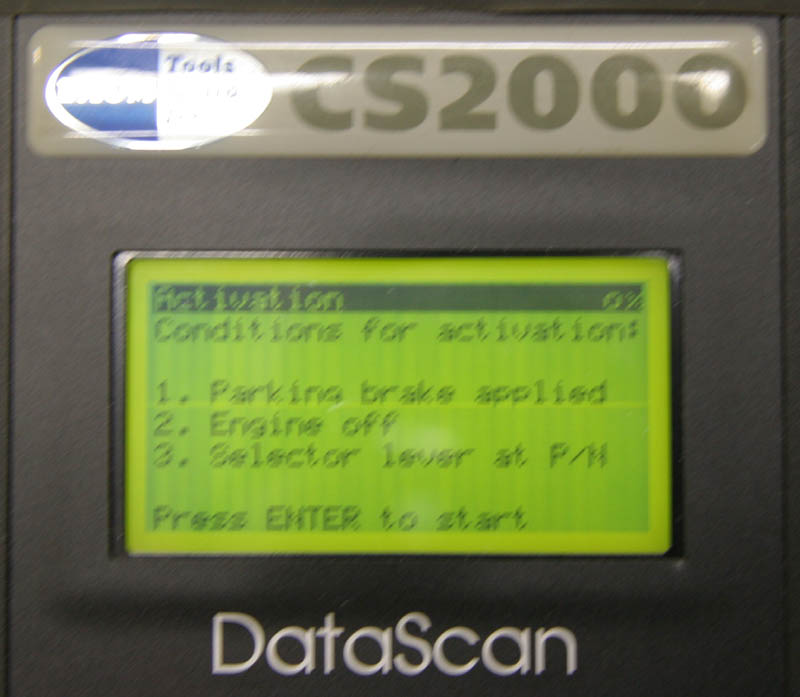 Tools
CS2000
Activation 0%
Conditions for activation:
1. Parking brake applied
2. Engine off
3. Selector lever at P/N
Press ENTER to start
DataScan